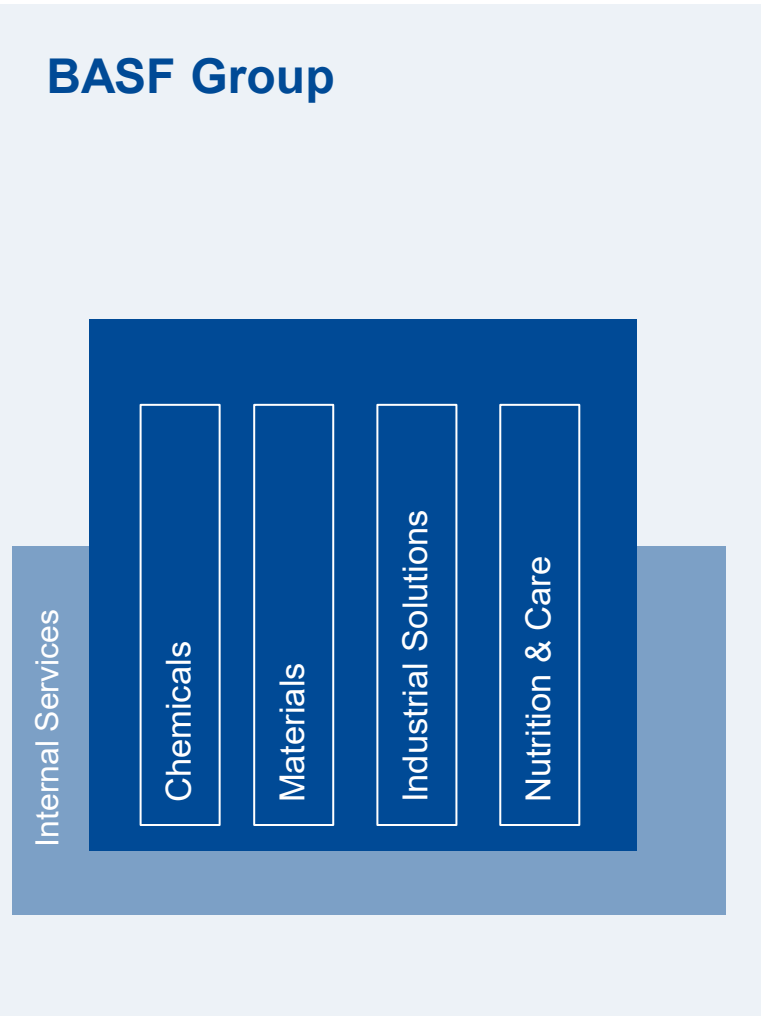 BASF Group
Internal Services
Chemicals
Materials
Industrial Solutions
Nutrition & Care